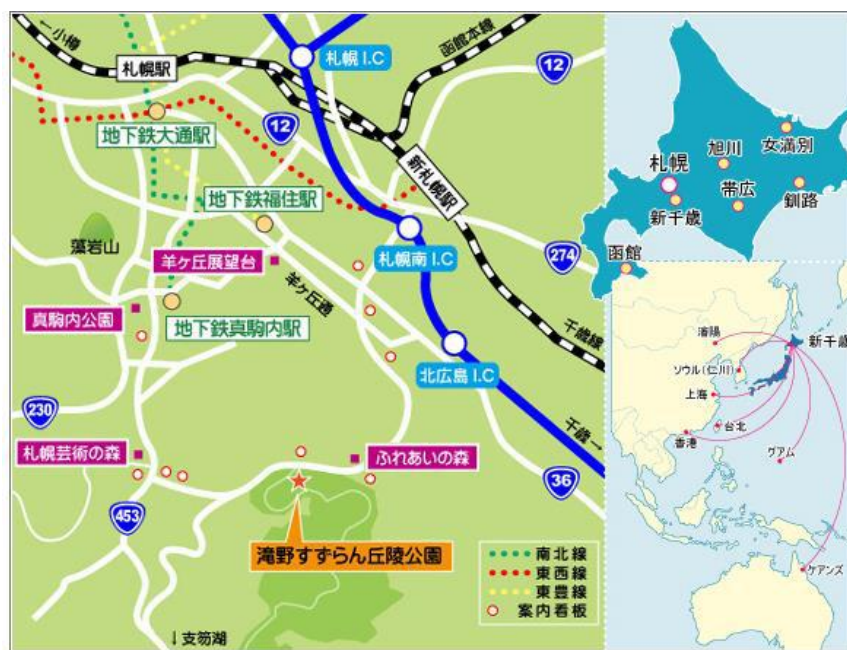 ←小樽
札幌駅
札幌 I.C
函館本線
12
12
地下鉄大通駅
新札幌駅
地下鉄福住駅
藻岩山
羊ヶ丘展望台
札幌南 I.C
274
羊ヶ丘通
真駒内公園
地下鉄真駒内駅
千歳線
北広島 I.C
230
千歳→
札幌芸術の森
ふれあいの森
36
453
滝野すずらん丘陵公園
南北線
東西線
東豊線
案内看板
↓支笏湖
女満別
旭川
札幌
帯広
釧路
新千歳
函館
瀋陽
新千歳
ソウル(仁川)
上海
台北
香港
グアム
ケアンズ